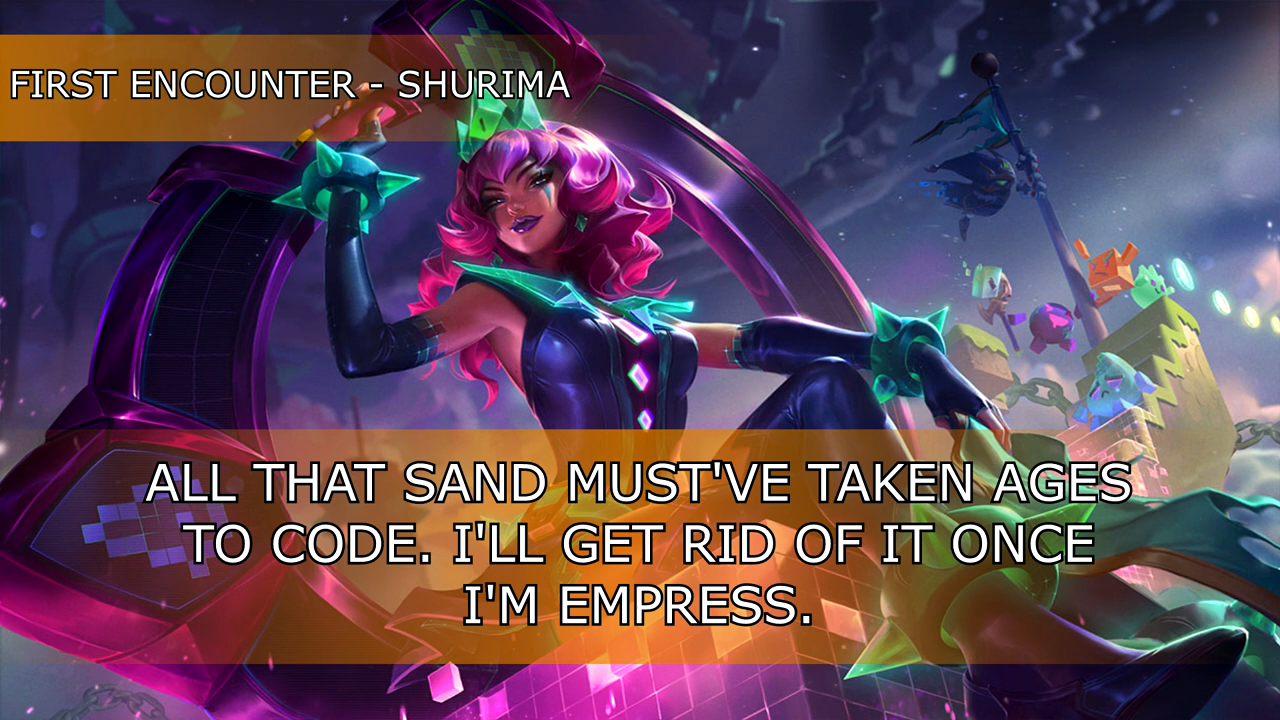 FIRST ENCOUNTER - SHURIMA
ALL THAT SAND MUST'VE TAKEN AGES
TO CODE. I'LL GET RID OF IT ONCE
I'M EMPRESS.